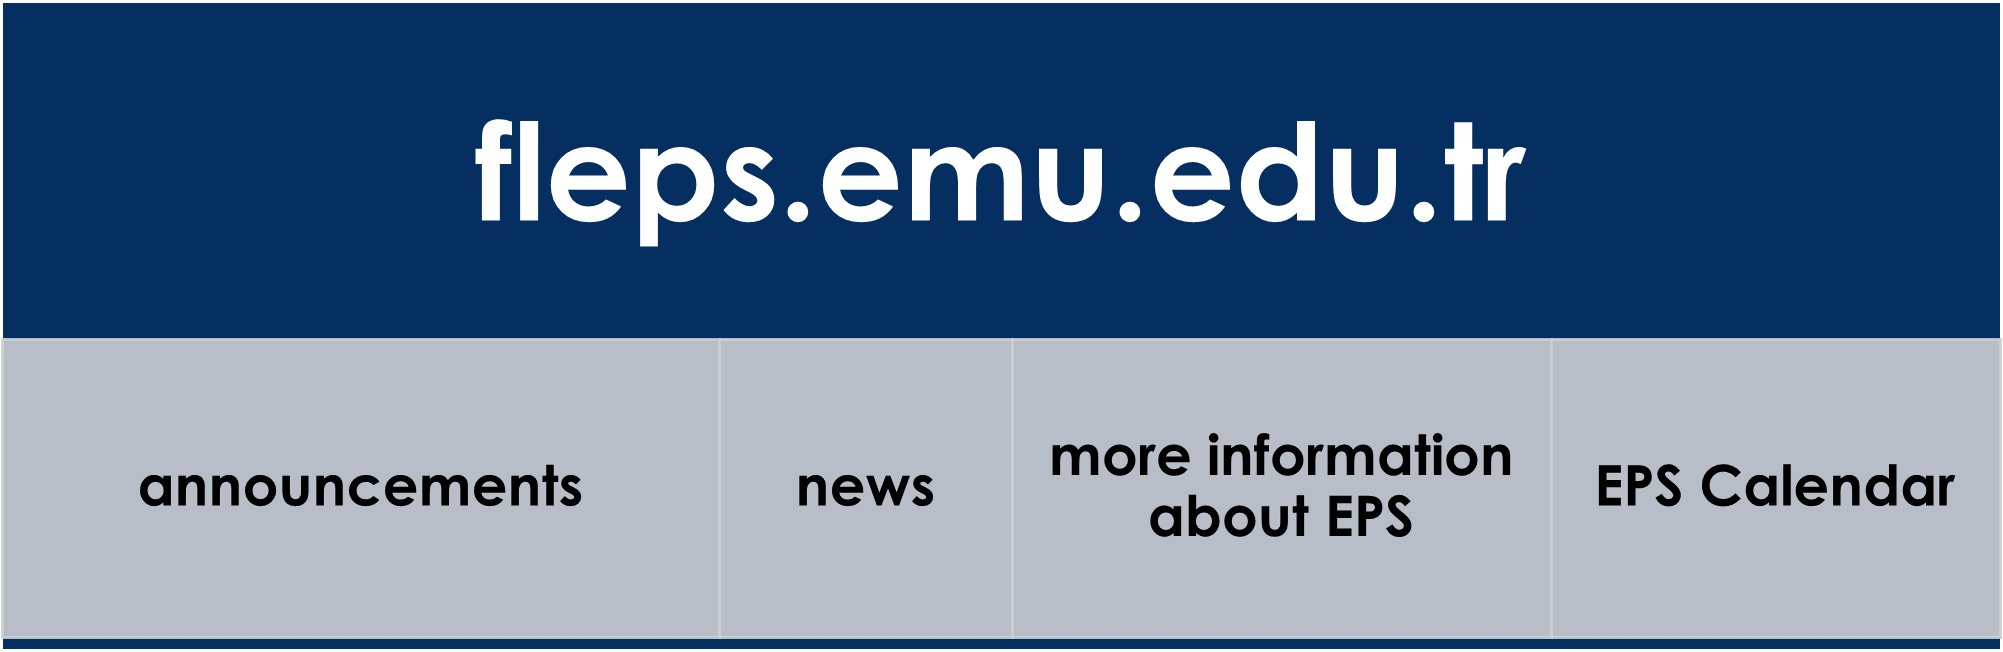 fleps.emu.edu.tr
announcements
news
more information
about EPS
EPS Calendar